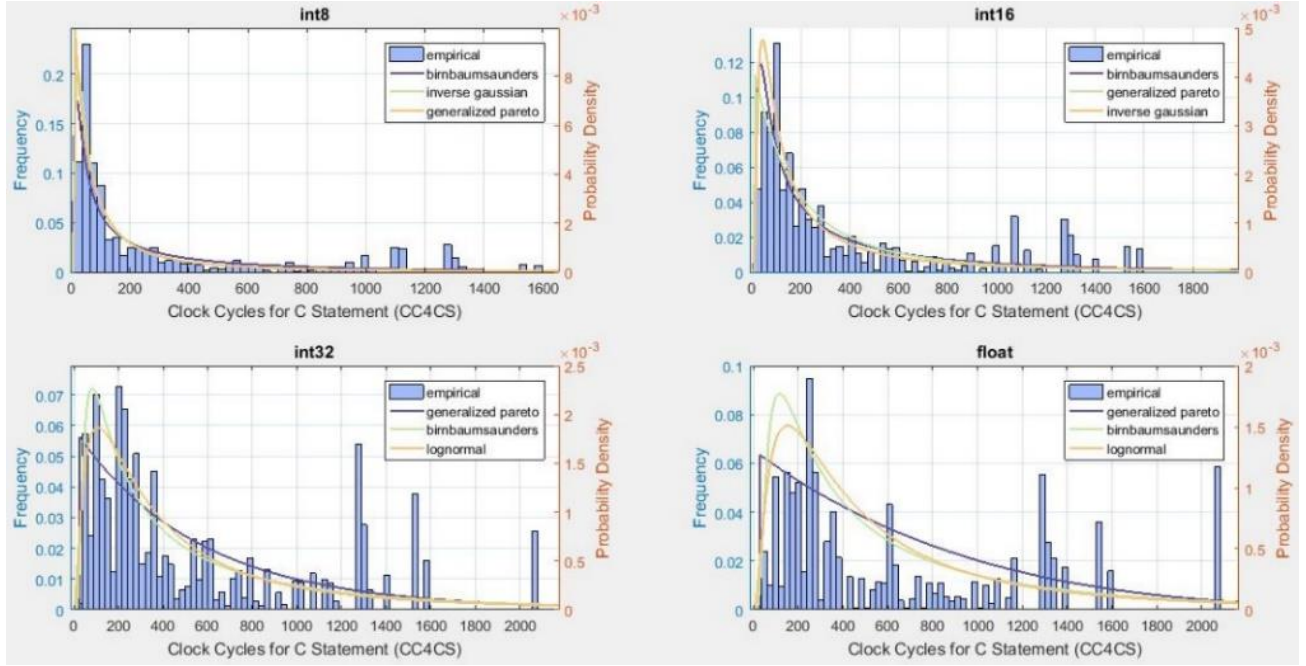 int8
×10-3
0.2
0.15
0.1
0.05
0
Frequency
empirical
birnbaumsaunders
inverse gaussian
generalized pareto
8
6
4
2
0
Probability Density
0 200 400 600 800 1000 1200 1400 1600
Clock Cycles for C Statement (CC4CS)
int16
×10-3
0.12
0.1
0.08
0.06
0.04
0.02
0
Frequency
empirical
birnbaumsaunders
generalized pareto
inverse gaussian
5
4
3
2
1
0
Probability Density
0 200 400 600 800 1000 1200 1400 1600 1800
Clock Cycles for C Statement (CC4CS)
int32
×10-3
0.07
0.06
0.05
0.04
0.03
0.02
0.01
0
Frequency
empirical
generalized pareto
birnbaumsaunders
lognormal
2.5
2
1.5
1
0.5
0
Probability Density
0 200 400 600 800 1000 1200 1400 1600 1800 2000
Clock Cycles for C Statement (CC4CS)
float
×10-3
0.1
0.08
0.06
0.04
0.02
0
Frequency
empirical
generalized pareto
birnbaumsaunders
lognormal
2
1.5
1
0.5
0
Probability Density
0 200 400 600 800 1000 1200 1400 1600 1800 2000
Clock Cycles for C Statement (CC4CS)